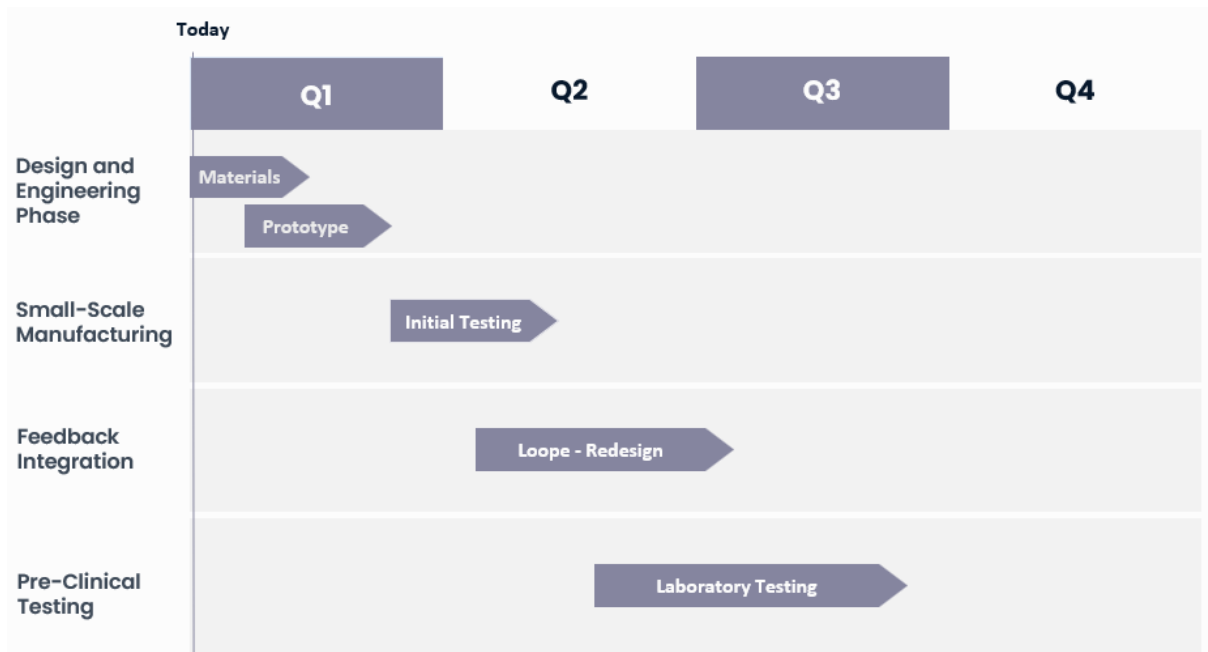 Today
Q1
Q2
Q3
Q4
Design and
Engineering
Phase
Materials
Prototype
Small-Scale
Manufacturing
Initial Testing
Feedback
Integration
Loope - Redesign
Pre-Clinical
Testing
Laboratory Testing